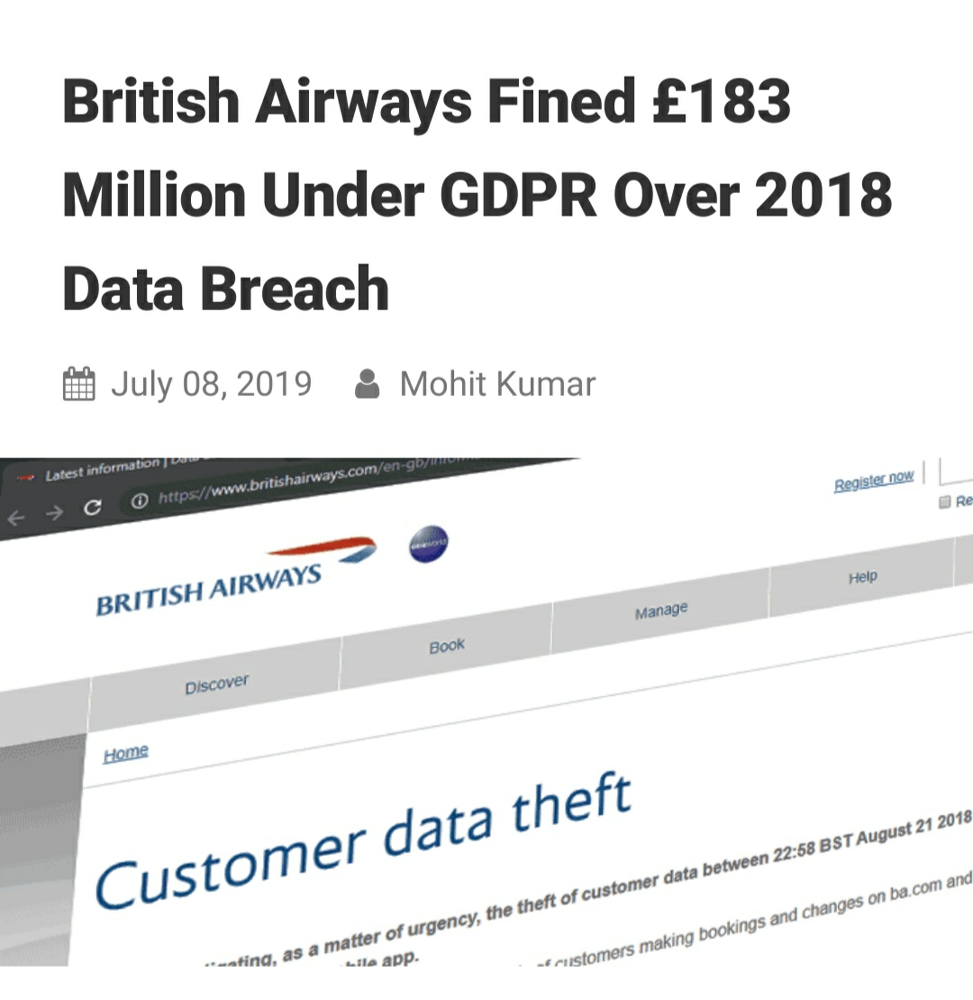 British Airways Fined £183
Million Under GDPR Over 2018
Data Breach
July 08, 2019 Mohit Kumar
Latest information |
https://www.britishairways.com/en-gb/
Register now
Re
BRITISH AIRWAYS
oneworld
Discover Book Manage Help
Home
Customer data theft
as a matter of urgency, the theft of customer data between 22:58 BST August 21 2018
app.
customers making bookings and changes on ba.com and